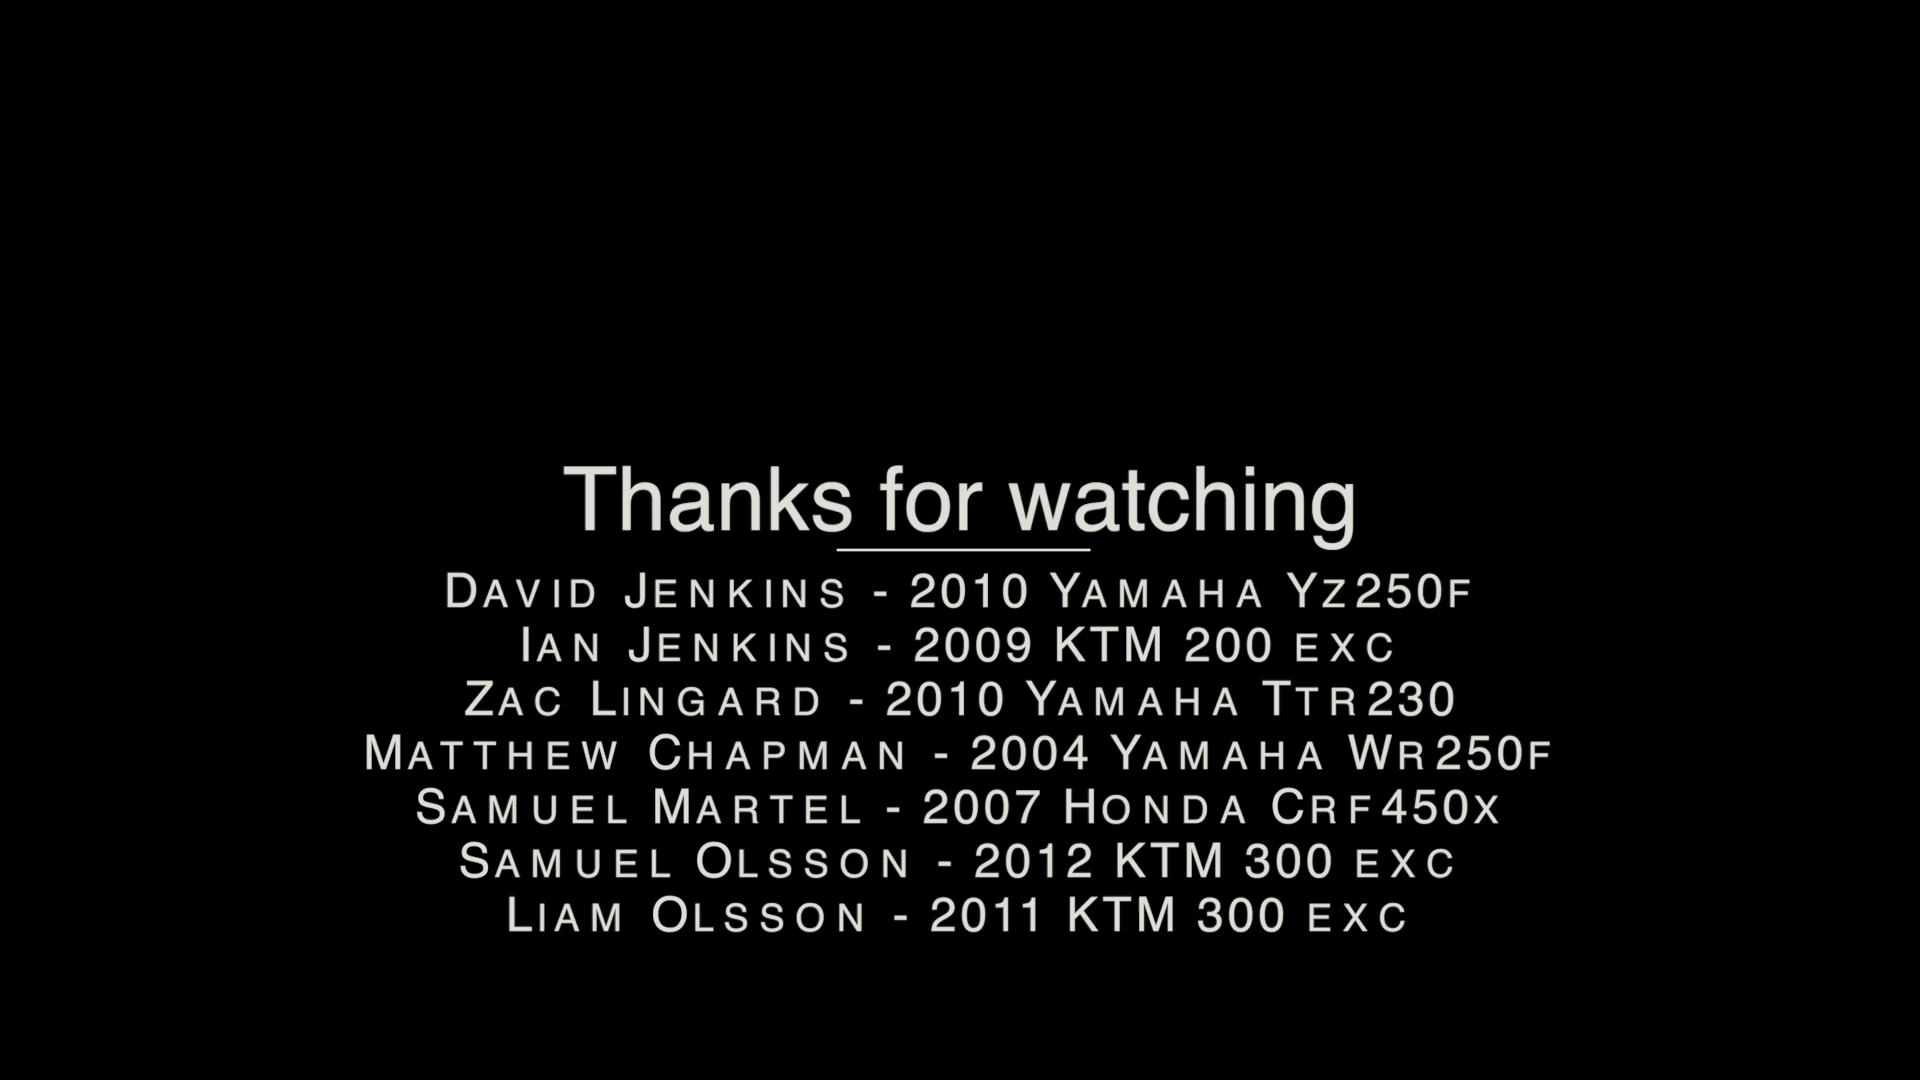 Thanks for watching
David Jenkins - 2010 Yamaha Yz250f
Ian Jenkins - 2009 KTM 200 exc
Zac Lingard - 2010 Yamaha Ttr230
Matthew Chapman - 2004 Yamaha Wr250f
Samuel Martel - 2007 Honda Crf450x
Samuel Olsson - 2012 KTM 300 exc
Liam Olsson - 2011 KTM 300 exc